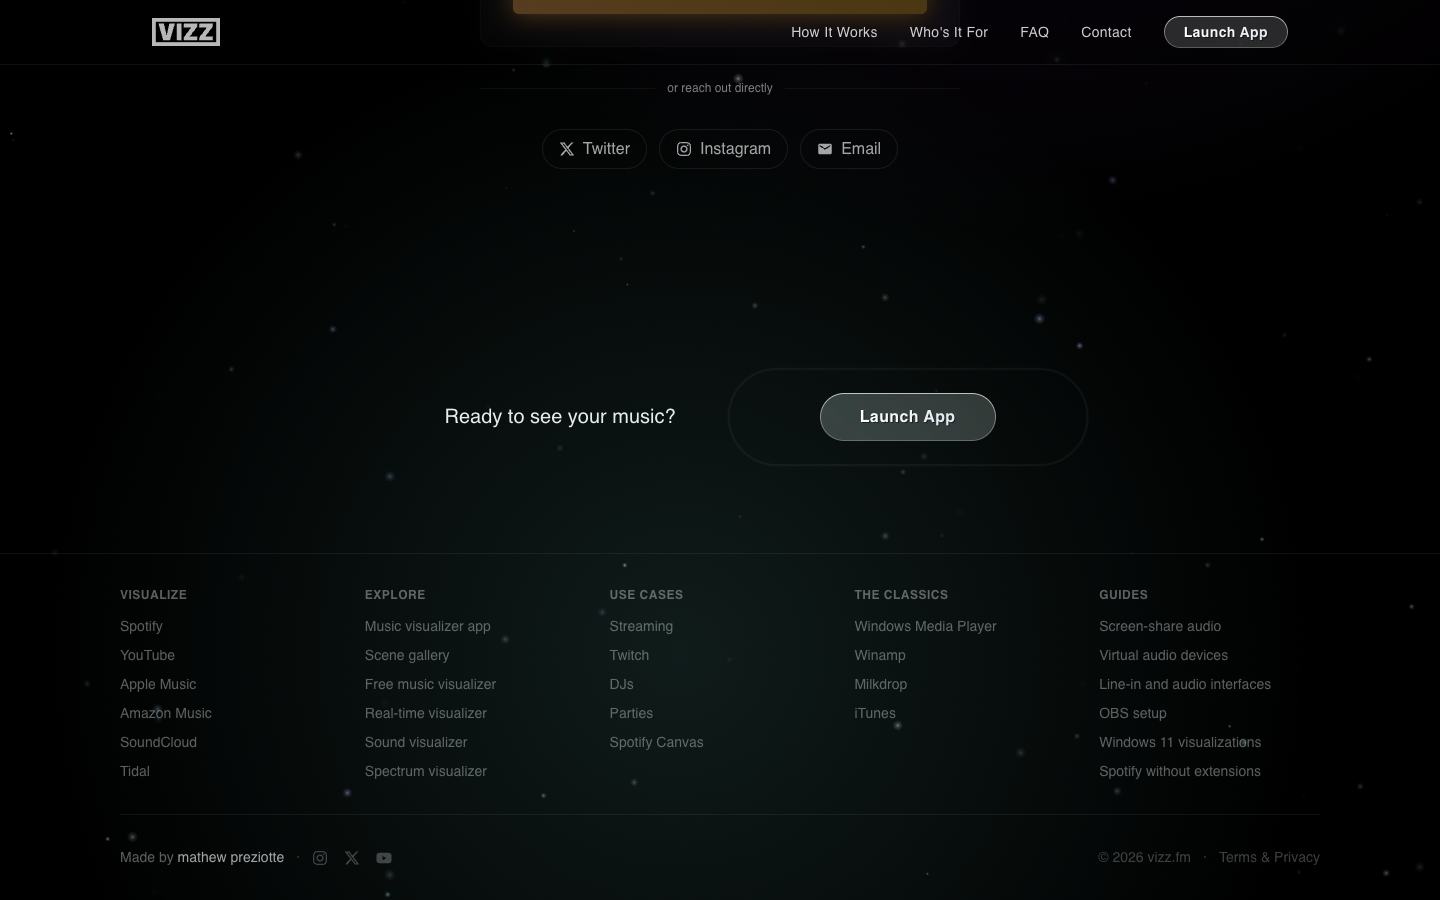 VIZZ
How It Works
Who's It For
FAQ
Contact
Launch App
or reach out directly
Twitter
Instagram
Email
Ready to see your music?
Launch App
VISUALIZE
Spotify
YouTube
Apple Music
Amazon Music
SoundCloud
Tidal
EXPLORE
Music visualizer app
Scene gallery
Free music visualizer
Real-time visualizer
Sound visualizer
Spectrum visualizer
USE CASES
Streaming
Twitch
DJs
Parties
Spotify Canvas
THE CLASSICS
Windows Media Player
Winamp
Milkdrop
iTunes
GUIDES
Screen-share audio
Virtual audio devices
Line-in and audio interfaces
OBS setup
Windows 11 visualizations
Spotify without extensions
Made by mathew preziotte ·
© 2026 vizz.fm · Terms & Privacy